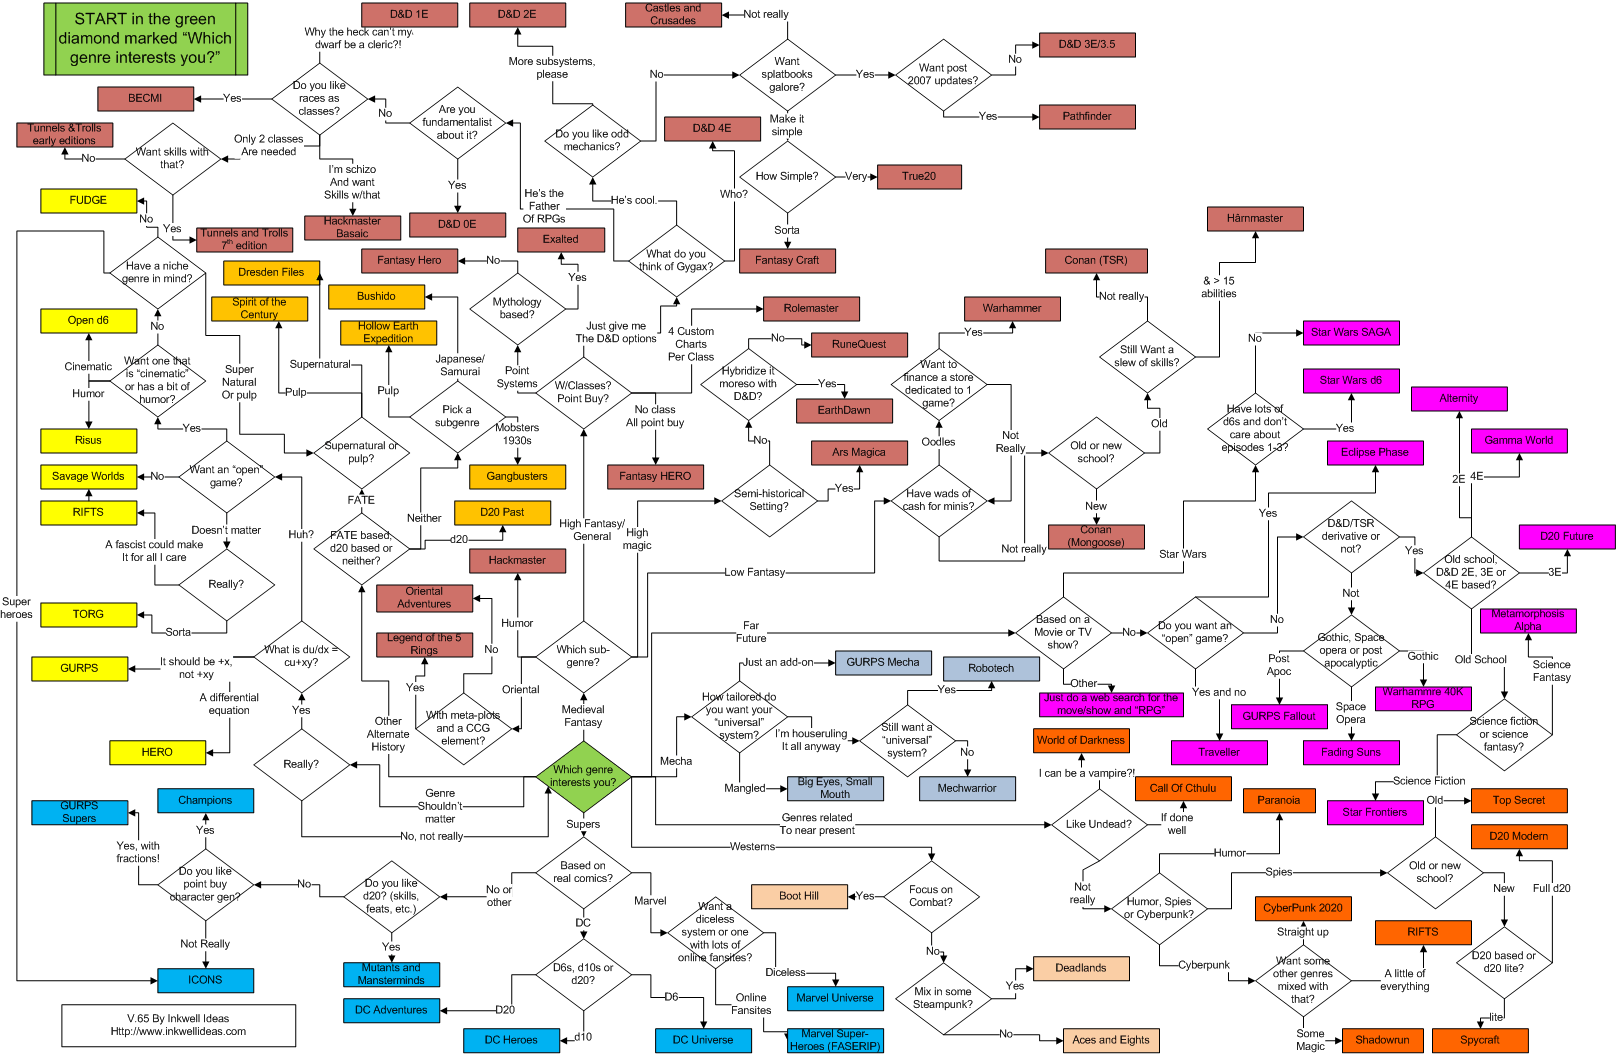 START in the green
diamond marked “Which
genre interests you?”
D&D 1E
D&D 2E
Castles and
Crusades
Not really
Why the heck can't my
dwarf be a cleric?!
More subsystems,
please
Want
splatbooks
galore?
Yes
Want post
2007 updates?
No
D&D 3E/3.5
Yes
Pathfinder
No
Do you like
races as
classes?
Yes
BECMI
Are you
fundamentalist
about it?
No
Do you like odd
mechanics?
D&D 4E
Make it
simple
Tunnels &Trolls
early editions
No
Want skills with
that?
Only 2 classes
Are needed
I'm schizo
And want
Skills w/that
Yes
How Simple?
Very
True20
FUDGE
No
Yes
Tunnels and Trolls
7th edition
Hackmaster
Basaic
D&D 0E
He's the
Father
Of RPGs
He's cool.
Who?
Sorta
Hârnmaster
Exalted
What do you
think of Gygax?
Fantasy Craft
Have a niche
genre in mind?
Dresden Files
Fantasy Hero
No
Yes
Conan (TSR)
Spirit of the
Century
Bushido
Mythology
based?
Not really
& > 15
abilities
Open d6
No
Hollow Earth
Expedition
Just give me
The D&D options
4 Custom
Charts
Per Class
Rolemaster
Warhammer
Yes
Star Wars SAGA
No
Cinematic
Want one that
is “cinematic”
or has a bit of
humor?
Humor
Super
Natural
Or pulp
Supernatural
Pulp
Japanese/
Samurai
Pulp
Point
Systems
W/Classes?
Point Buy?
No
RuneQuest
Hybridize it
moreso with
D&D?
Yes
EarthDawn
Want to
finance a store
dedicated to 1
game?
Still Want a
slew of skills?
Star Wars d6
Alternity
Risus
Yes
Pick a
subgenre
Mobsters
1930s
No class
All point buy
No
Oodles
Not
Really
Old or new
school?
Old
Have lots of
d6s and don't
care about
episodes 1-3?
Yes
Gamma World
Supernatural or
pulp?
Ars Magica
Eclipse Phase
Savage Worlds
No
Want an “open”
game?
Gangbusters
Fantasy HERO
2E
4E
RIFTS
FATE
D20 Past
Semi-historical
Setting?
Yes
Have wads of
cash for minis?
New
Yes
Doesn't matter
Neither
High Fantasy/
General
High
magic
Conan
(Mongoose)
D&D/TSR
derivative or
not?
Yes
D20 Future
A fascist could make
It for all I care
Huh?
FATE based,
d20 based or
neither?
d20
Hackmaster
Not really
Star Wars
No
Old school,
D&D 2E, 3E or
4E based?
3E
Low Fantasy
Really?
Super
heroes
Oriental
Adventures
Not
TORG
Sorta
Humor
Far
Future
Based on a
Movie or TV
show?
No
Do you want an
“open” game?
No
Metamorphosis
Alpha
What is du/dx =
cu+xy?
Legend of the 5
Rings
No
Which sub-
genre?
Gothic, Space
opera or post
apocalyptic
GURPS
It should be +x,
not +xy
Just an add-on
GURPS Mecha
Robotech
Post
Apoc
Gothic
Old School
Science
Fantasy
A differential
equation
Yes
Oriental
Yes
Other
Yes and no
Yes
Other
Alternate
History
With meta-plots
and a CCG
element?
Medieval
Fantasy
How tailored do
you want your
“universal”
system?
I'm houseruling
It all anyway
Still want a
“universal”
system?
Just do a web search for the
move/show and “RPG”
GURPS Fallout
Space
Opera
Warhammre 40K
RPG
Science fiction
or science
fantasy?
HERO
Really?
Mecha
No
World of Darkness
Traveller
Fading Suns
Which genre
interests you?
I can be a vampire?!
Science Fiction
Mangled
Big Eyes, Small
Mouth
Mechwarrior
Call Of Cthulu
GURPS
Supers
Champions
Genre
Shouldn't
matter
Paranoia
Old
Top Secret
Star Frontiers
Yes
No, not really
Supers
Genres related
To near present
Like Undead?
If done
well
D20 Modern
Yes, with
fractions!
Westerns
Humor
Do you like
point buy
character gen?
No
Do you like
d20? (skills,
feats, etc.)
No or
other
Based on
real comics?
Marvel
Boot Hill
Yes
Focus on
Combat?
Not
really
Spies
Old or new
school?
New
Full d20
Want a
diceless
system or one
with lots of
online fansites?
Humor, Spies
or Cyberpunk?
CyberPunk 2020
Not Really
Yes
DC
No
Straight up
RIFTS
ICONS
Mutants and
Mansterminds
D6s, d10s or
d20?
Diceless
Mix in some
Steampunk?
Yes
Deadlands
Cyberpunk
Want some
other genres
mixed with
that?
A little of
everything
D20 based or
d20 lite?
D6
Online
Fansites
Marvel Universe
V.65 By Inkwell Ideas
Http://www.inkwellideas.com
DC Adventures
D20
lite
DC Heroes
d10
DC Universe
Marvel Super-
Heroes (FASERIP)
No
Aces and Eights
Some
Magic
Shadowrun
Spycraft